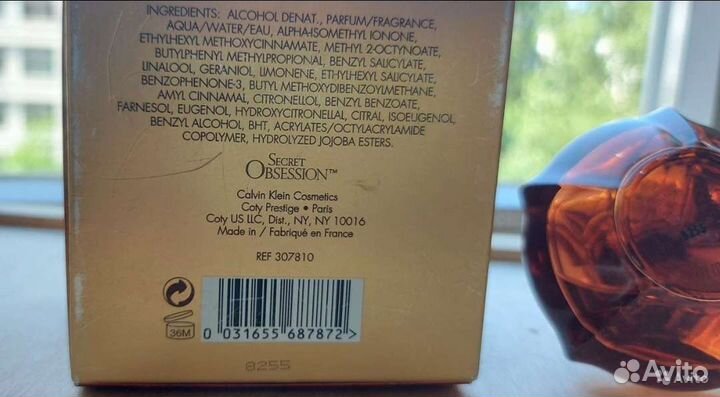 INGREDIENTS: ALCOHOL DENAT., PARFUM/FRAGRANCE,
AQUA/WATER/EAU, ALPHA-ISOMETHYL IONONE,
ETHYLHEXYL METHOXYCINNAMATE, METHYL 2-OCTYNOATE,
BUTYLPHENYL METHYLPROPIONAL, BENZYL SALICYLATE,
LINALOOL, GERANIOL, LIMONENE, ETHYLHEXYL SALICYLATE,
BENZOPHENONE-3, BUTYL METHOXYDIBENZOYLMETHANE,
AMYL CINNAMAL, CITRONELLOL, BENZYL BENZOATE,
FARNESOL, EUGENOL, HYDROXYCITRONELLAL, CITRAL, ISOEUGENOL,
BENZYL ALCOHOL, BHT, ACRYLATES/OCTYLACRYLAMIDE
COPOLYMER, HYDROLYZED JOJOBA ESTERS.
SECRET
OBSESSION™
Calvin Klein Cosmetics
Coty Prestige • Paris
Coty US LLC, Dist., NY, NY 10016
Made in / Fabriqué en France
REF 307810
36M
0 031655 687872 >
8255
Avito
Avito